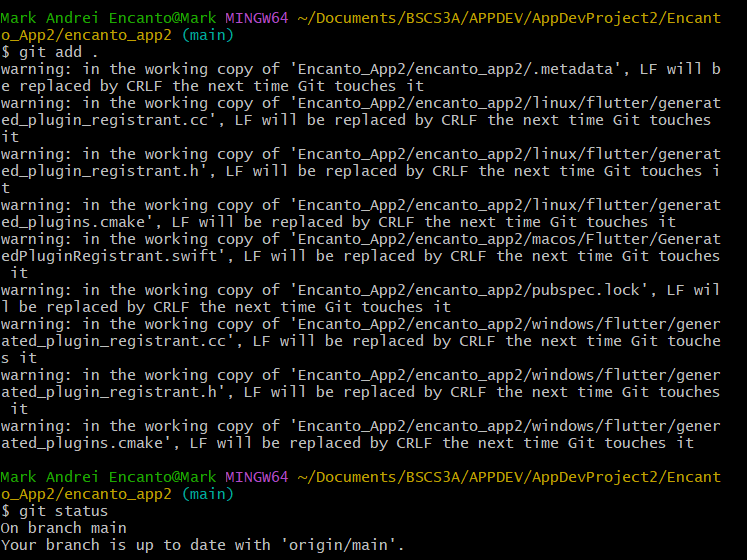 Mark Andrei Encanto@Mark MINGW64 ~/Documents/BSCS3A/APPDEV/AppDevProject2/Encant
o_App2/encanto_app2 (main)
$ git add .
warning: in the working copy of 'Encanto_App2/encanto_app2/.metadata', LF will b
e replaced by CRLF the next time Git touches it
warning: in the working copy of 'Encanto_App2/encanto_app2/linux/flutter/generat
ed_plugin_registrant.cc', LF will be replaced by CRLF the next time Git touches
it
warning: in the working copy of 'Encanto_App2/encanto_app2/linux/flutter/generat
ed_plugin_registrant.h', LF will be replaced by CRLF the next time Git touches i
t
warning: in the working copy of 'Encanto_App2/encanto_app2/linux/flutter/generat
ed_plugins.cmake', LF will be replaced by CRLF the next time Git touches it
warning: in the working copy of 'Encanto_App2/encanto_app2/macos/Flutter/Generat
edPluginRegistrant.swift', LF will be replaced by CRLF the next time Git touches
 it
warning: in the working copy of 'Encanto_App2/encanto_app2/pubspec.lock', LF wil
l be replaced by CRLF the next time Git touches it
warning: in the working copy of 'Encanto_App2/encanto_app2/windows/flutter/gener
ated_plugin_registrant.cc', LF will be replaced by CRLF the next time Git touche
s it
warning: in the working copy of 'Encanto_App2/encanto_app2/windows/flutter/gener
ated_plugin_registrant.h', LF will be replaced by CRLF the next time Git touches
 it
warning: in the working copy of 'Encanto_App2/encanto_app2/windows/flutter/gener
ated_plugins.cmake', LF will be replaced by CRLF the next time Git touches it

Mark Andrei Encanto@Mark MINGW64 ~/Documents/BSCS3A/APPDEV/AppDevProject2/Encant
o_App2/encanto_app2 (main)
$ git status
On branch main
Your branch is up to date with 'origin/main'.